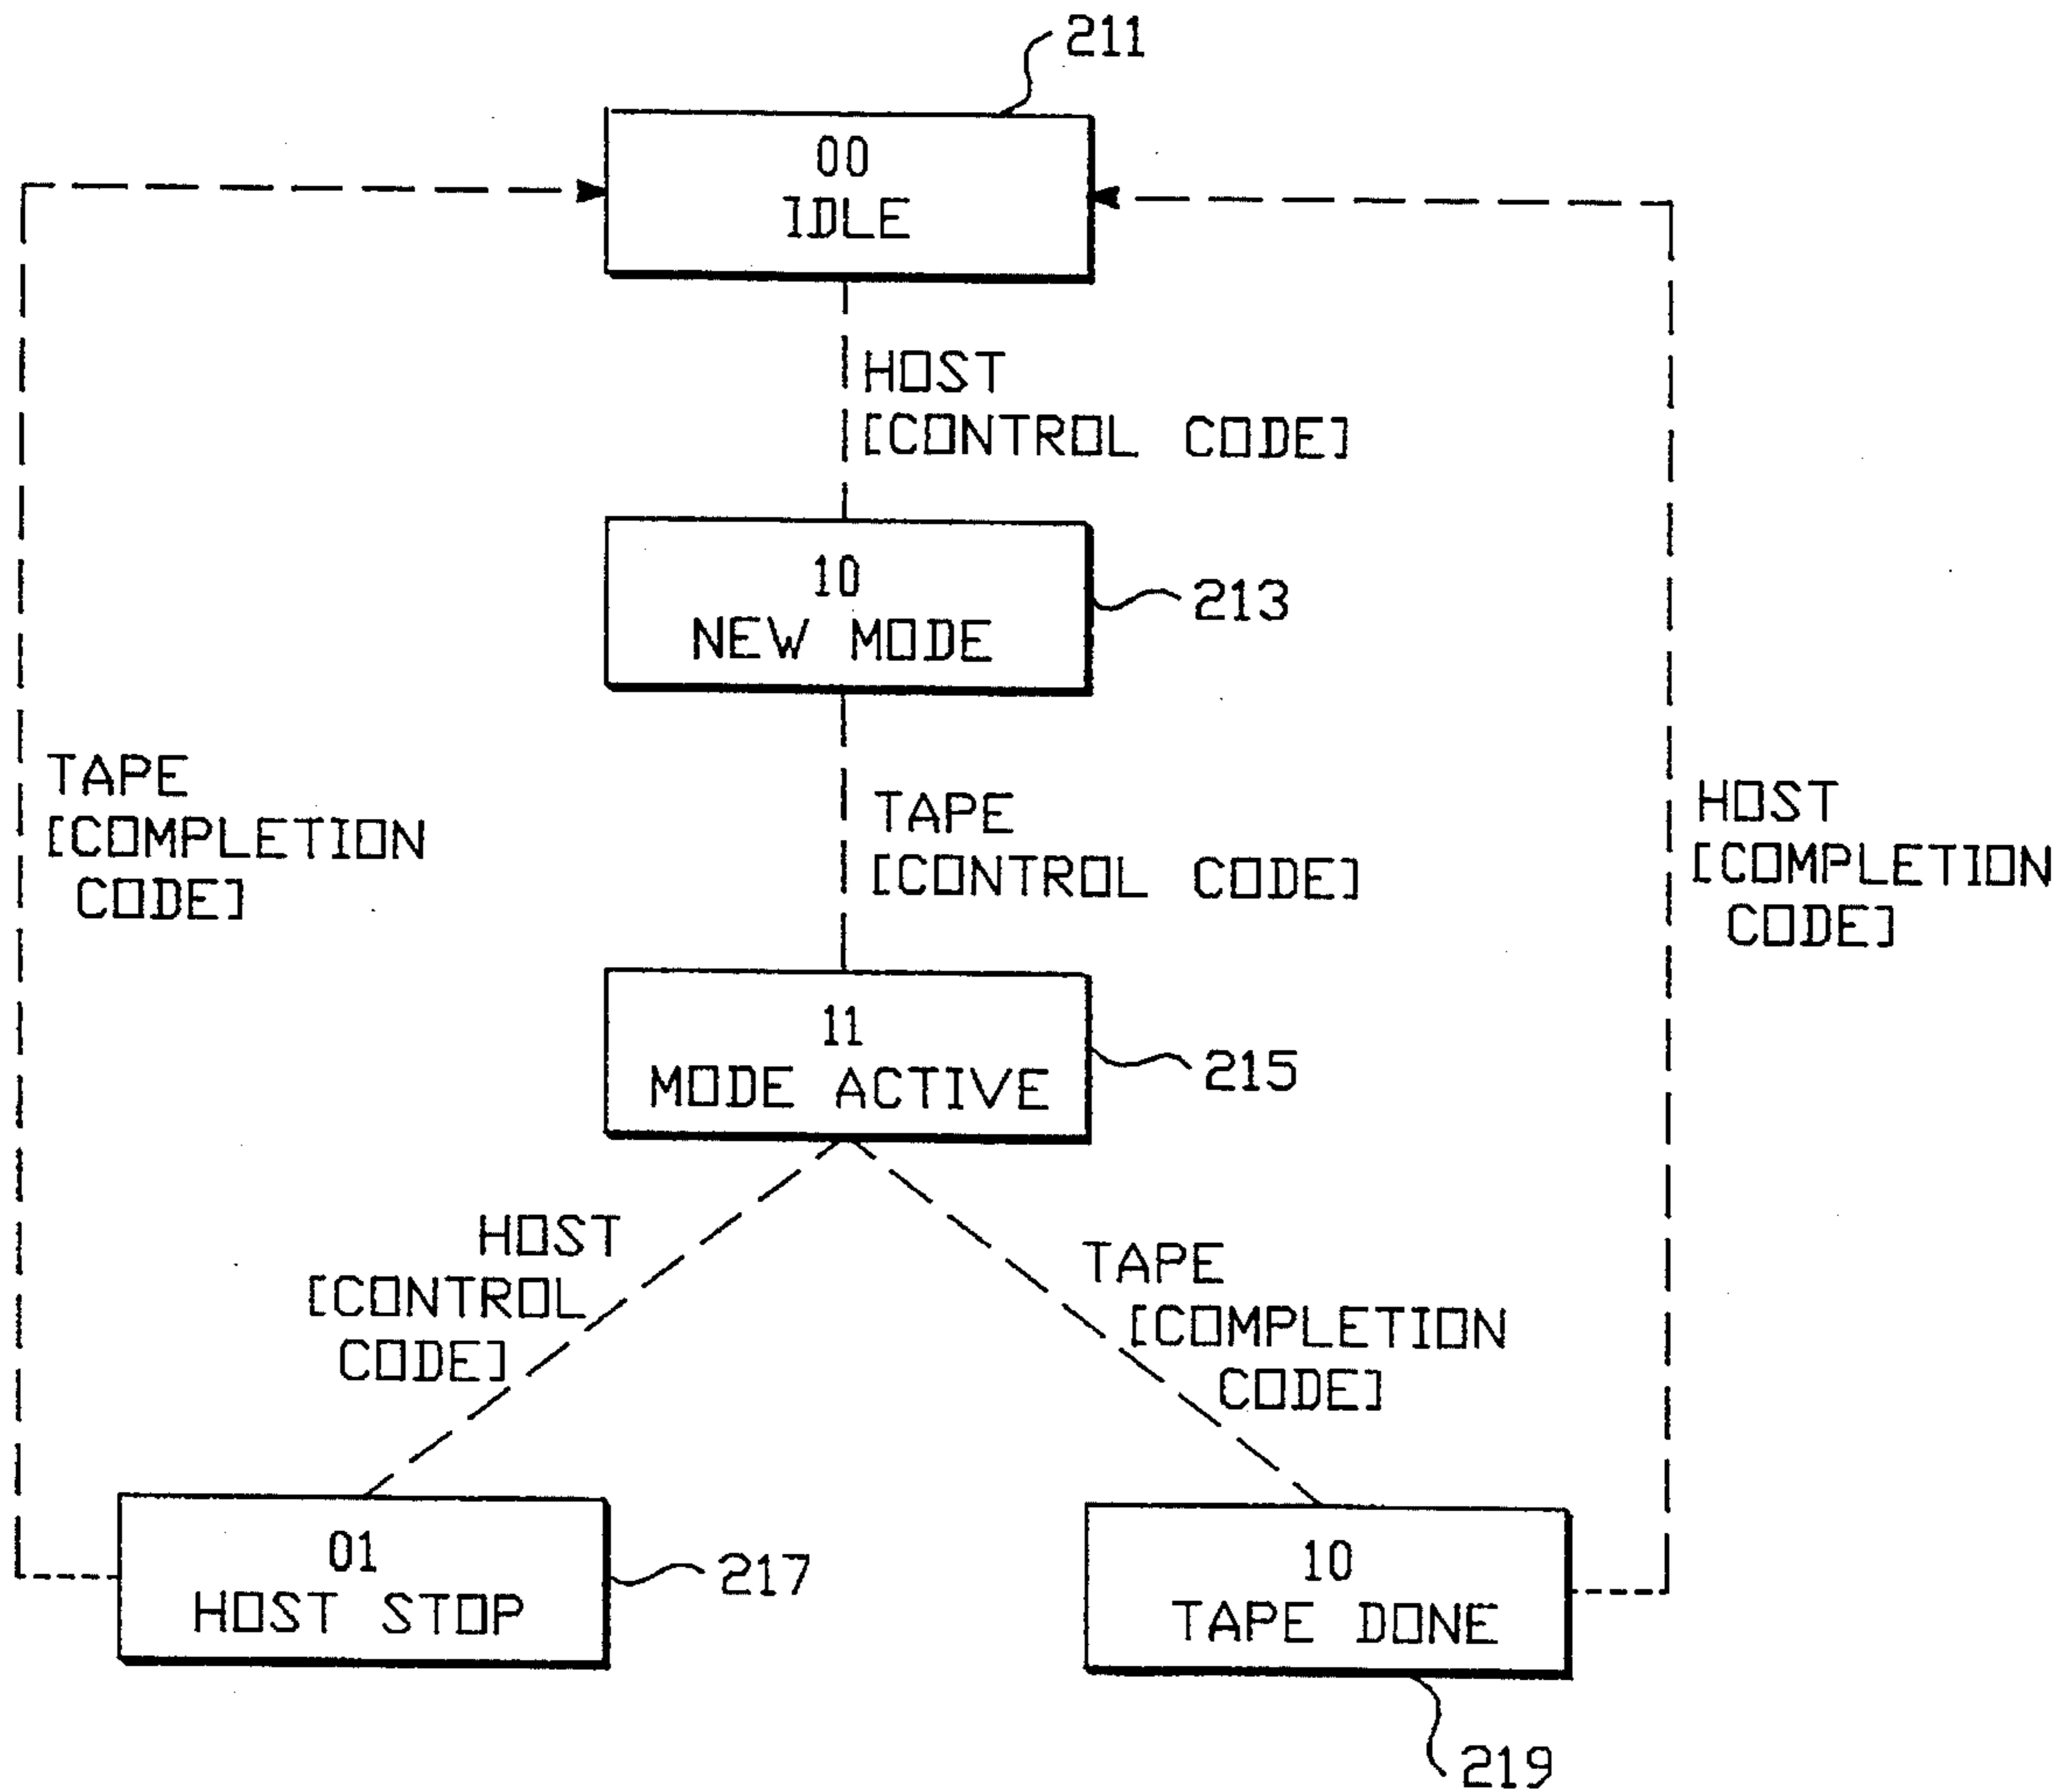 211
00
IDLE
HOST
[CONTROL CODE]
10
NEW MODE
213
TAPE
[COMPLETION
CODE]
TAPE
[CONTROL CODE]
HOST
[COMPLETION
CODE]
11
MODE ACTIVE
215
HOST
[CONTROL
CODE]
TAPE
[COMPLETION
CODE]
01
HOST STOP
217
10
TAPE DONE
219